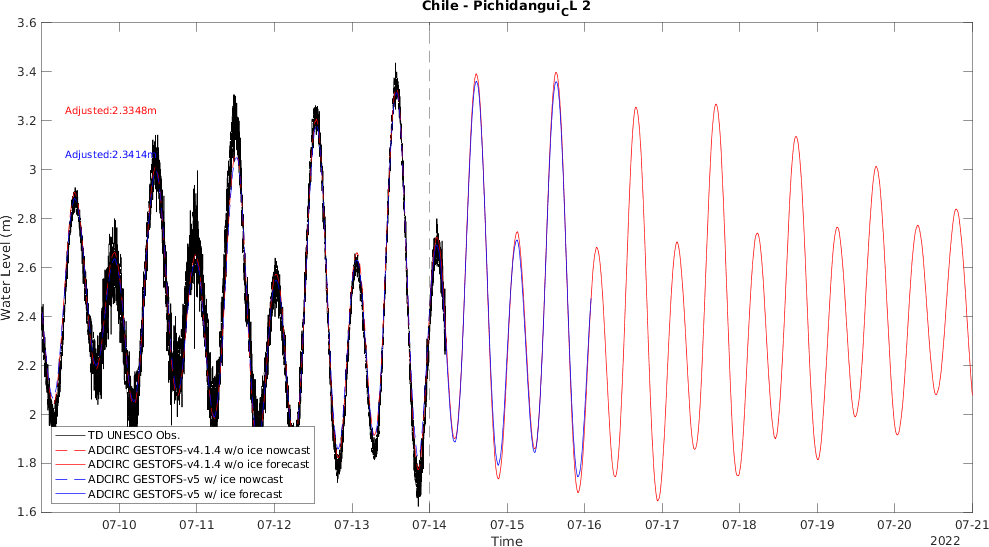 Chile - PichidanguiCL 2
3.6
3.4
3.2
3
2.8
2.6
2.4
2.2
2
1.8
1.6
Water Level (m)
Adjusted:2.3348m
Adjusted:2.3414m
TD UNESCO Obs.
ADCIRC GESTOFS-v4.1.4 w/o ice nowcast
ADCIRC GESTOFS-v4.1.4 w/o ice forecast
ADCIRC GESTOFS-v5 w/ ice nowcast
ADCIRC GESTOFS-v5 w/ ice forecast
07-10 07-11 07-12 07-13 07-14 07-15 07-16 07-17 07-18 07-19 07-20 07-21
Time
2022